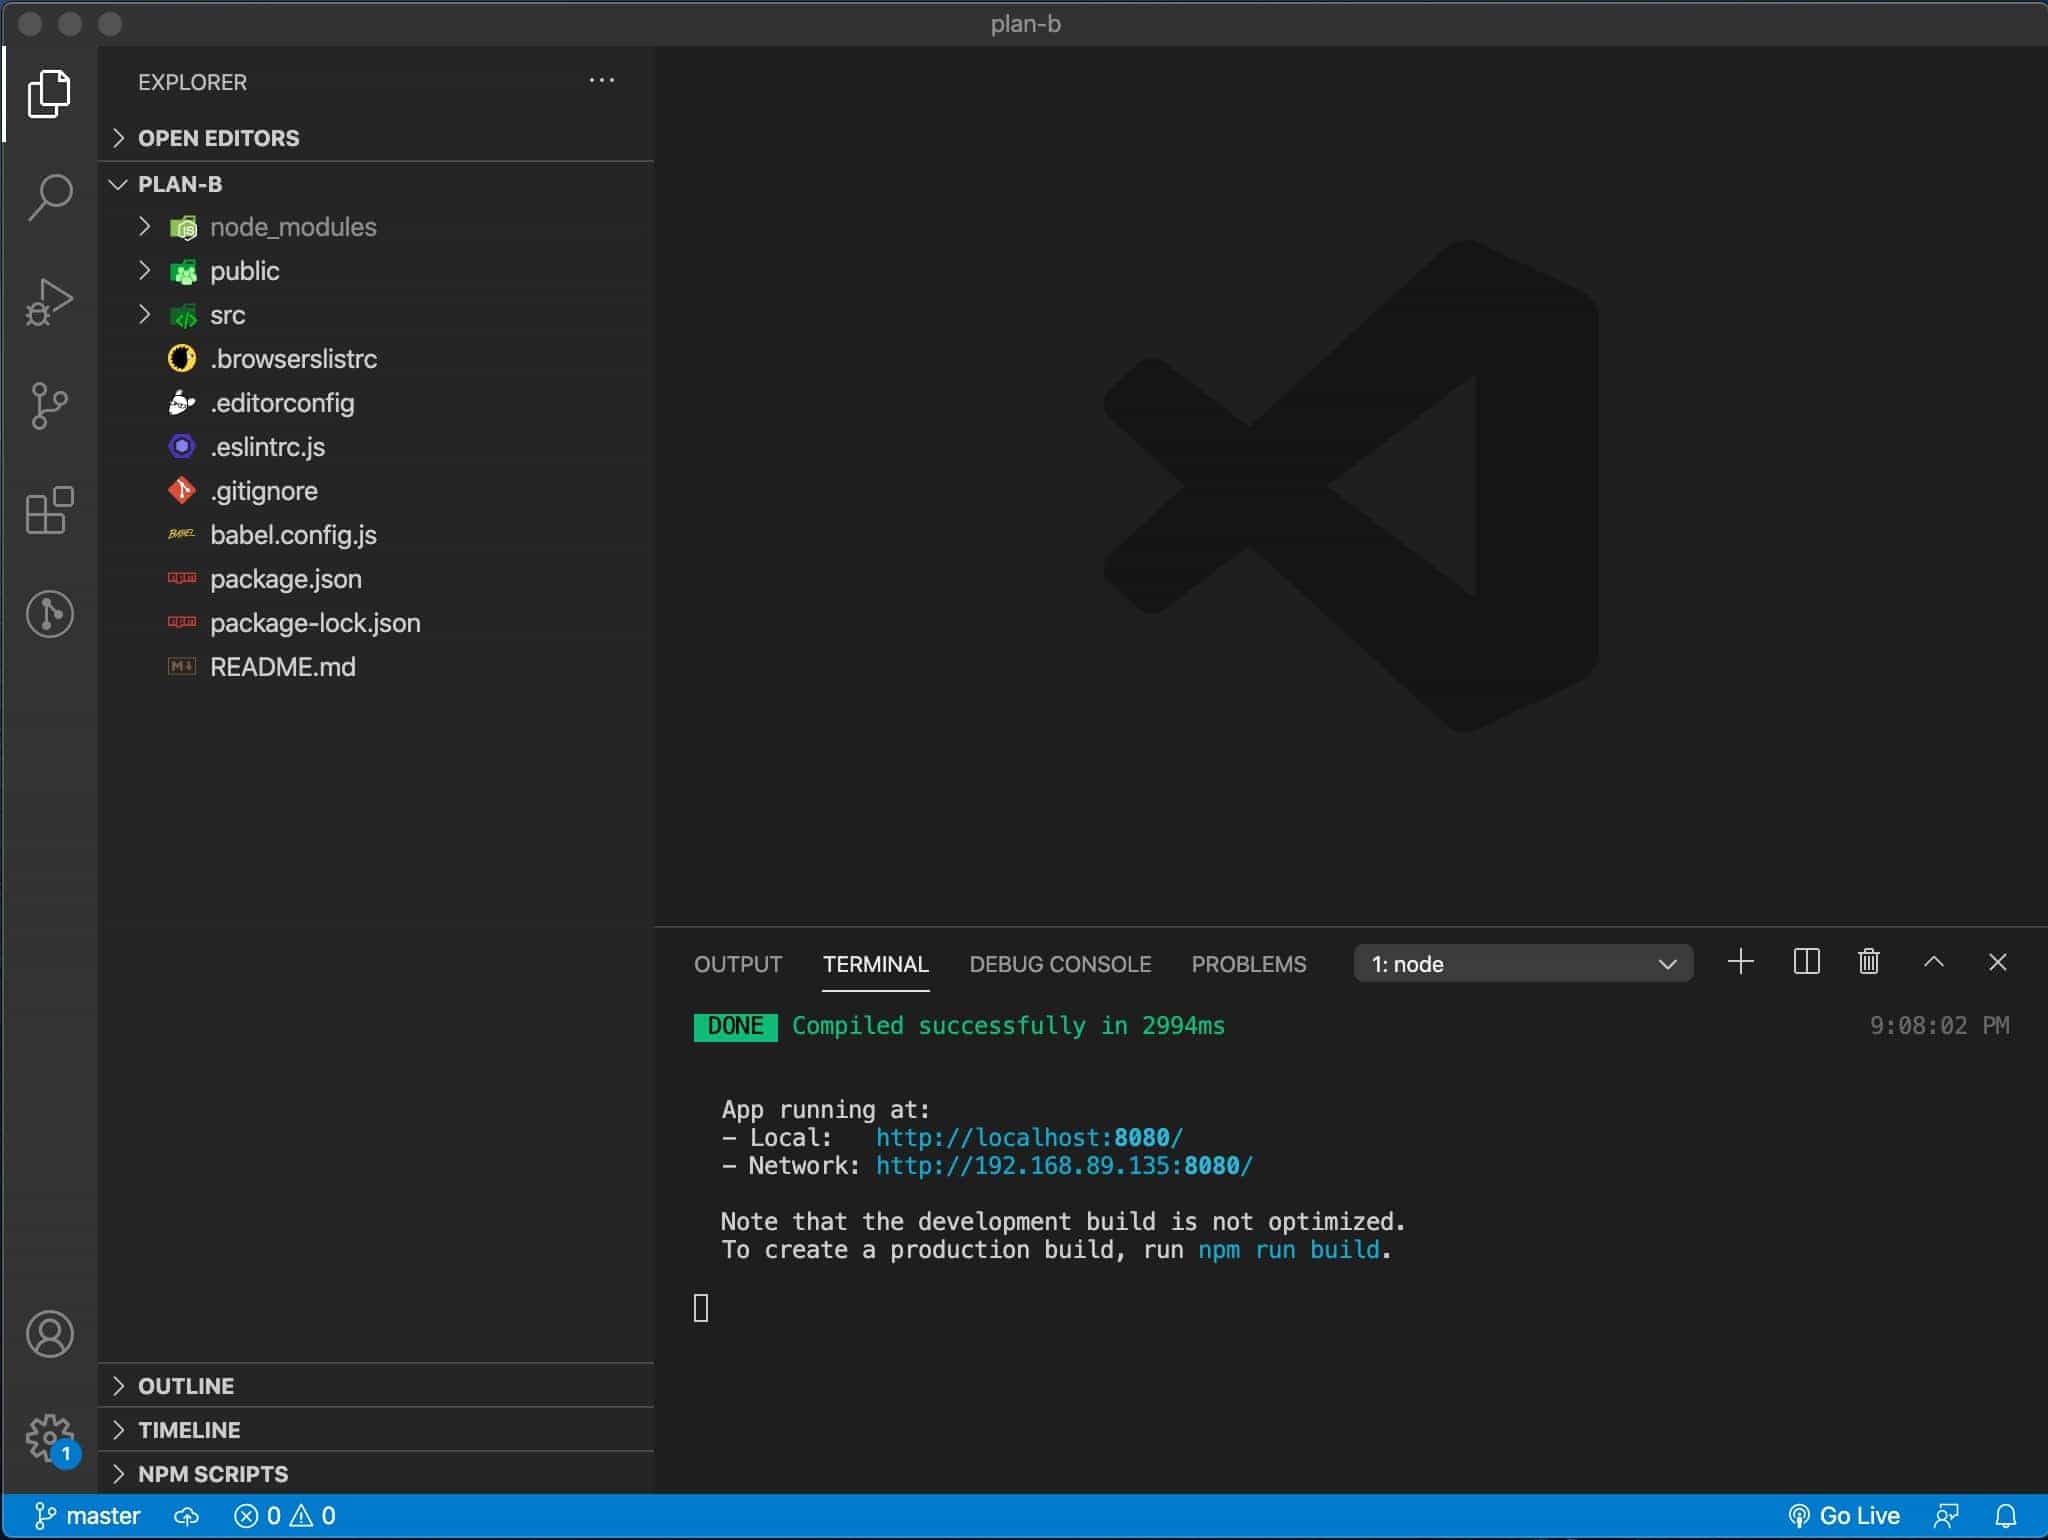 plan-b
EXPLORER
OPEN EDITORS
PLAN-B
node_modules
public
src
.browserslistrc
.editorconfig
.eslintrc.js
.gitignore
babel.config.js
package.json
package-lock.json
README.md
OUTLINE
TIMELINE
NPM SCRIPTS
1
OUTPUT TERMINAL DEBUG CONSOLE PROBLEMS 1: node
DONE Compiled successfully in 2994ms 9:08:02 PM
App running at:
- Local: http://localhost:8080/
- Network: http://192.168.89.135:8080/
Note that the development build is not optimized.
To create a production build, run npm run build.
master 0 0 Go Live